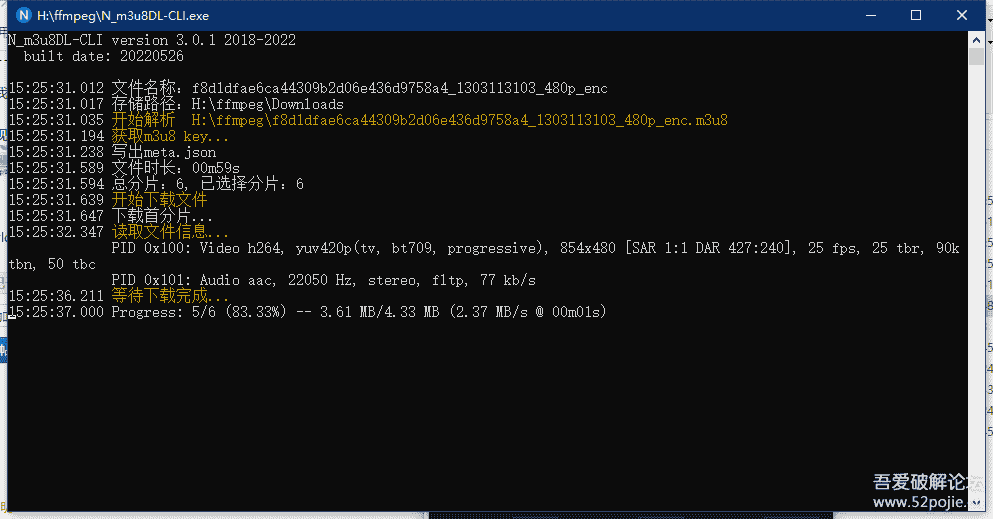 H:\ffmpeg\N_m3u8DL-CLI.exe
N_m3u8DL-CLI version 3.0.1 2018-2022
built date: 20220526
15:25:31.012 文件名称：f8d1dfae6ca44309b2d06e436d9758a4_1303113103_480p_enc
15:25:31.017 存储路径：H:\ffmpeg\Downloads
15:25:31.035 开始解析 H:\ffmpeg\f8d1dfae6ca44309b2d06e436d9758a4_1303113103_480p_enc.m3u8
15:25:31.194 获取m3u8 key...
15:25:31.238 写出meta.json
15:25:31.589 文件时长：00m59s
15:25:31.594 总分片：6, 已选择分片：6
15:25:31.639 开始下载文件
15:25:31.647 下载首分片...
15:25:32.347 读取文件信息...
PID 0x100: Video h264, yuv420p(tv, bt709, progressive), 854x480 [SAR 1:1 DAR 427:240], 25 fps, 25 tbr, 90k
tbn, 50 tbc
PID 0x101: Audio aac, 22050 Hz, stereo, fltp, 77 kb/s
15:25:36.211 等待下载完成...
15:25:37.000 Progress: 5/6 (83.33%) -- 3.61 MB/4.33 MB (2.37 MB/s @ 00m01s)
吾爱破解论坛
www.52pojie.